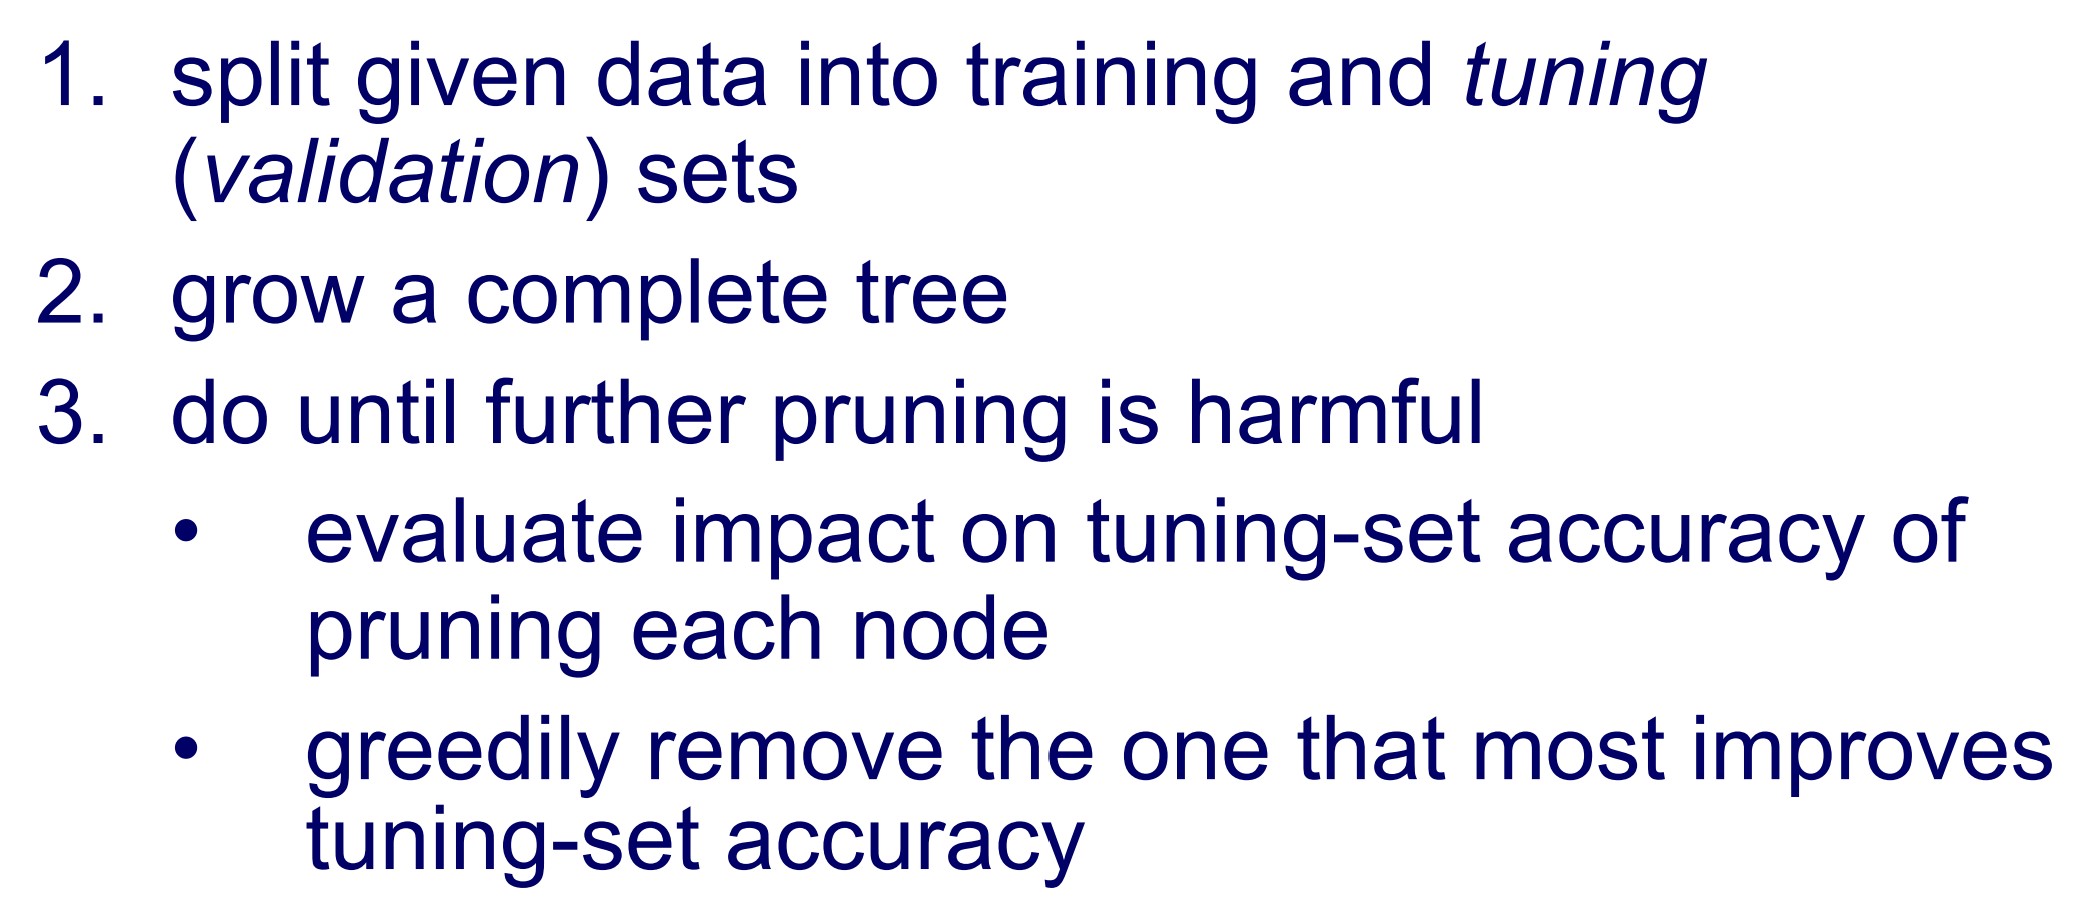 1. split given data into training and tuning
(validation) sets
2. grow a complete tree
3. do until further pruning is harmful
• evaluate impact on tuning-set accuracy of
pruning each node
• greedily remove the one that most improves
tuning-set accuracy